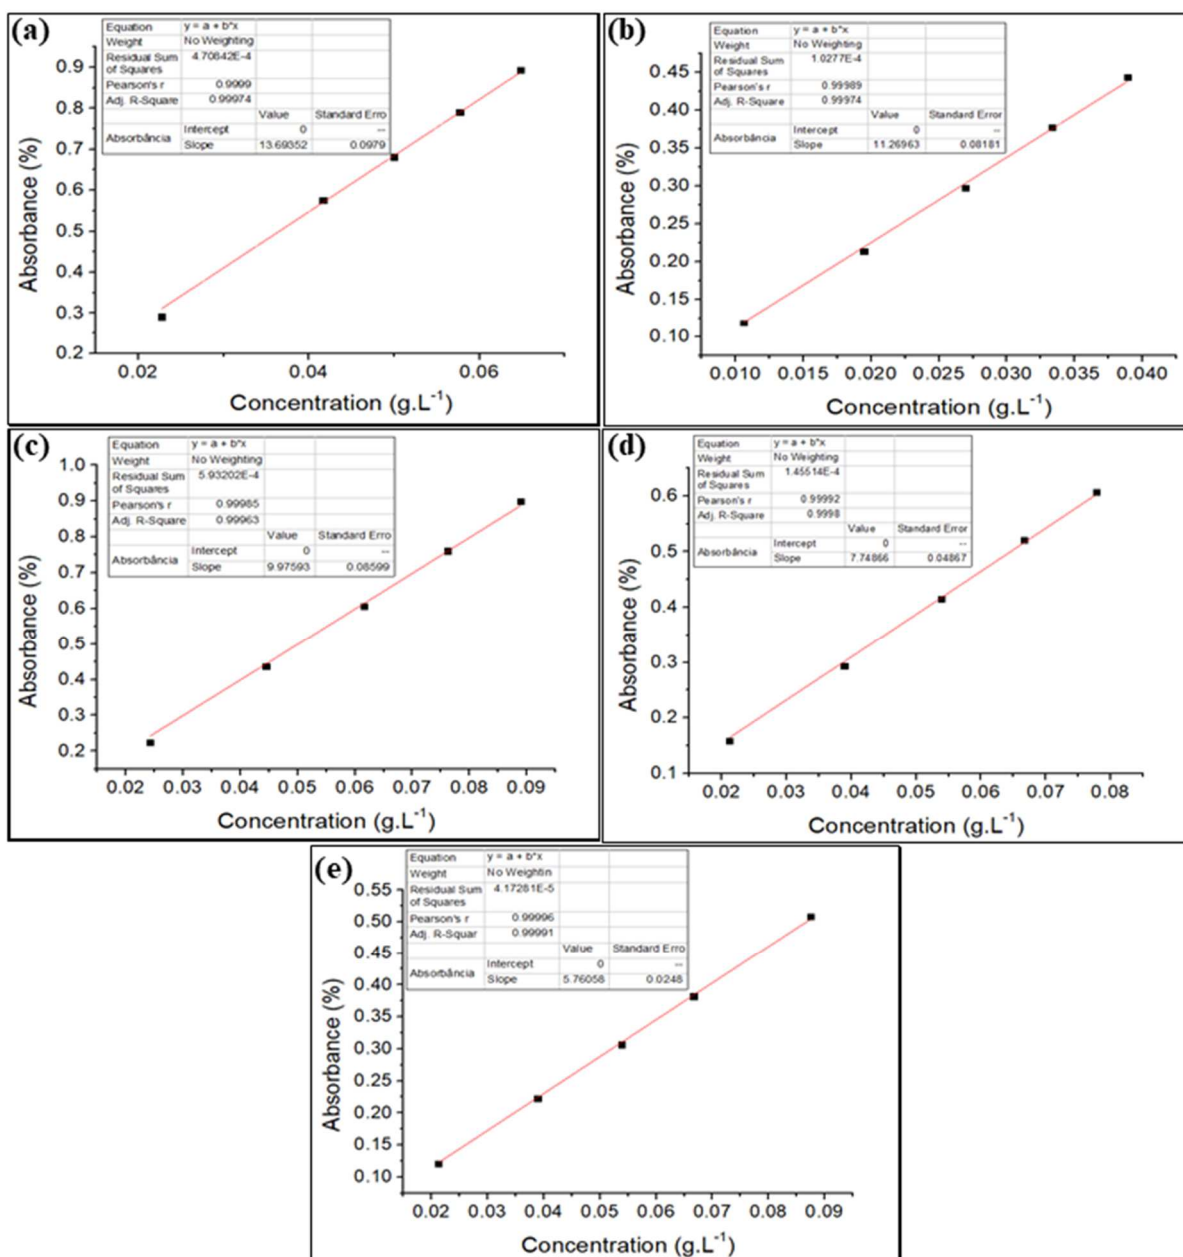 (a)
Equation y = a + b*x
Weight No Weighting
Residual Sum
of Squares 4.70842E-4
Pearson's r 0.9999
Adj. R-Square 0.99974
Value Standard Erro
Absorbância Intercept 0 --
Slope 13.69352 0.0979
0.9
0.8
0.7
0.6
0.5
0.4
0.3
0.2
Absorbance (%)
0.02 0.04 0.06
Concentration (g.L-1)
(b)
Equation y = a + b*x
Weight No Weighting
Residual Sum
of Squares 1.0277E-4
Pearson's r 0.99989
Adj. R-Square 0.99974
Value Standard Error
Absorbância Intercept 0 --
Slope 11.26963 0.08181
0.45
0.40
0.35
0.30
0.25
0.20
0.15
0.10
Absorbance (%)
0.010 0.015 0.020 0.025 0.030 0.035 0.040
Concentration (g.L-1)
(c)
Equation y = a + b*x
Weight No Weighting
Residual Sum
of Squares 5.93202E-4
Pearson's r 0.99985
Adj. R-Square 0.99963
Value Standard Erro
Absorbância Intercept 0 --
Slope 9.97593 0.08599
1.0
0.9
0.8
0.7
0.6
0.5
0.4
0.3
0.2
Absorbance (%)
0.02 0.03 0.04 0.05 0.06 0.07 0.08 0.09
Concentration (g.L-1)
(d)
Equation y = a + b*x
Weight No Weighting
Residual Sum
of Squares 1.45514E-4
Pearson's r 0.99992
Adj. R-Square 0.9998
Value Standard Error
Absorbância Intercept 0 --
Slope 7.74866 0.04867
0.6
0.5
0.4
0.3
0.2
0.1
Absorbance (%)
0.02 0.03 0.04 0.05 0.06 0.07 0.08
Concentration (g.L-1)
(e)
Equation y = a + b*x
Weight No Weightin
Residual Sum
of Squares 4.17281E-5
Pearson's r 0.99996
Adj. R-Squar 0.99991
Value Standard Erro
Absorbância Intercept 0 --
Slope 5.76058 0.0248
0.55
0.50
0.45
0.40
0.35
0.30
0.25
0.20
0.15
0.10
Absorbance (%)
0.02 0.03 0.04 0.05 0.06 0.07 0.08 0.09
Concentration (g.L-1)